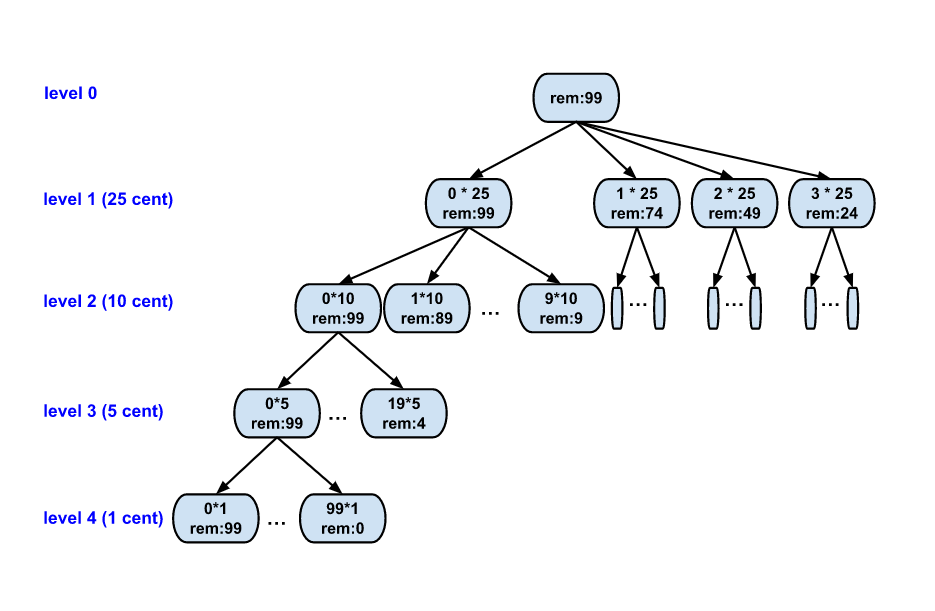 level 0
rem:99
level 1 (25 cent)
0 * 25
rem:99
1 * 25
rem:74
2 * 25
rem:49
3 * 25
rem:24
level 2 (10 cent)
0*10
rem:99
1*10
rem:89
...
9*10
rem:9
...
...
...
level 3 (5 cent)
0*5
rem:99
...
19*5
rem:4
level 4 (1 cent)
0*1
rem:99
...
99*1
rem:0